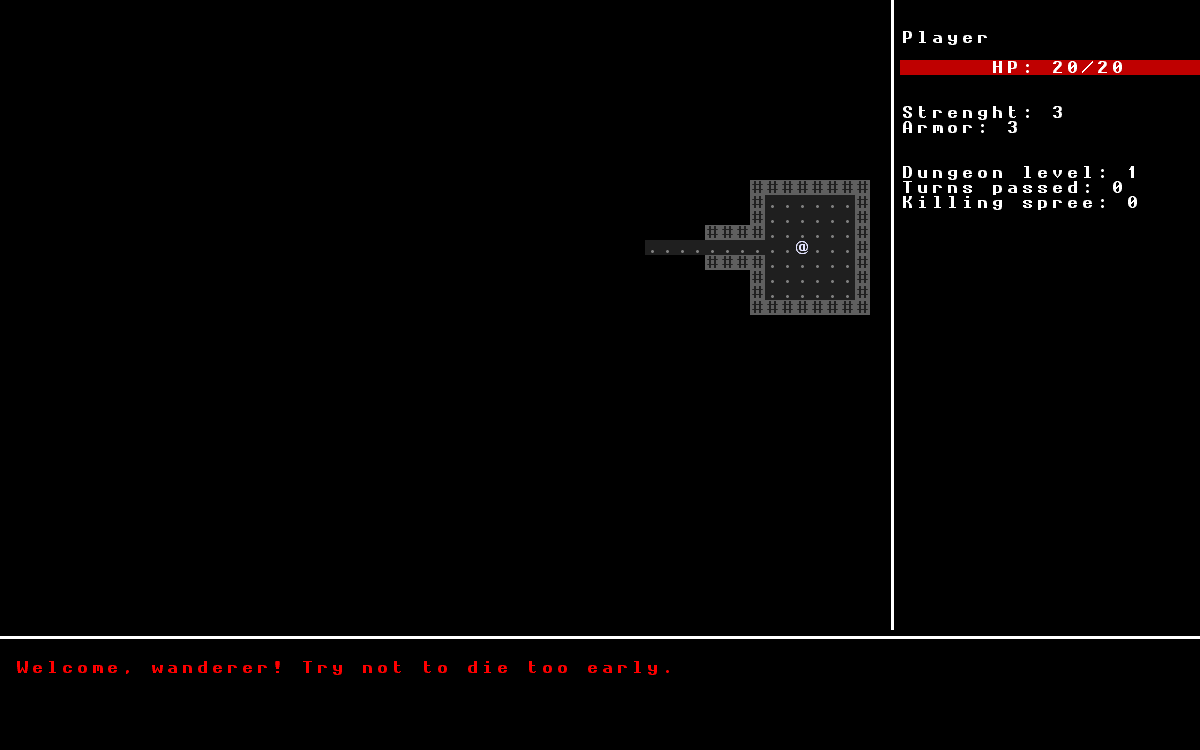 Player
HP: 20/20
Strenght: 3
Armor: 3
Dungeon level: 1
Turns passed: 0
Killing spree: 0
########
#......#
#......#
#####......#
........ ..@...#
#####......#
#......#
#......#
########
Welcome, wanderer! Try not to die too early.